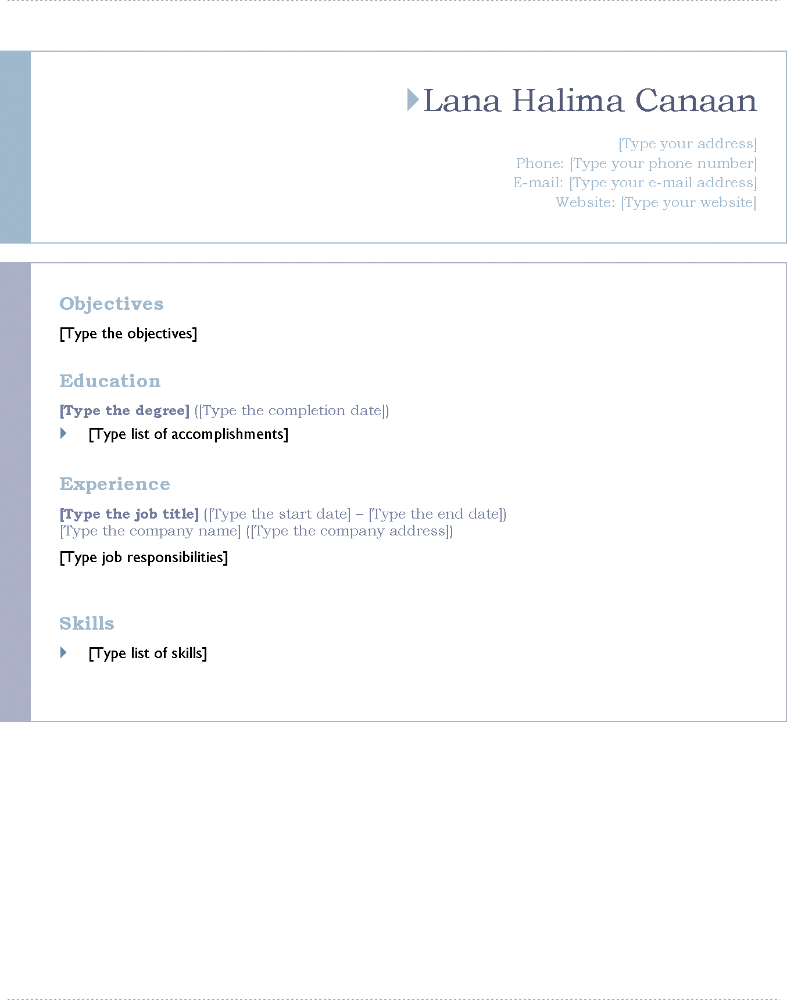 Lana Halima Canaan
[Type your address]
Phone: [Type your phone number]
E-mail: [Type your e-mail address]
Website: [Type your website]
Objectives
[Type the objectives]
Education
[Type the degree] ([Type the completion date])
[Type list of accomplishments]
Experience
[Type the job title] ([Type the start date] – [Type the end date])
[Type the company name] ([Type the company address])
[Type job responsibilities]
Skills
[Type list of skills]